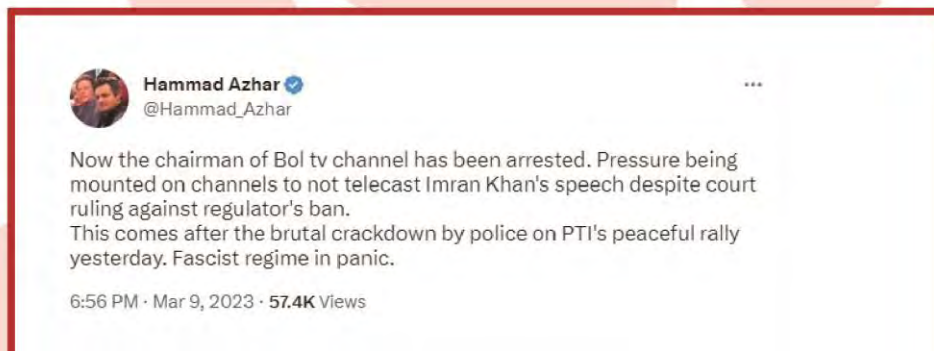 Hammad Azhar
@Hammad_Azhar
Now the chairman of Bol tv channel has been arrested. Pressure being
mounted on channels to not telecast Imran Khan's speech despite court
ruling against regulator's ban.
This comes after the brutal crackdown by police on PTI's peaceful rally
yesterday. Fascist regime in panic.
6:56 PM · Mar 9, 2023 · 57.4K Views